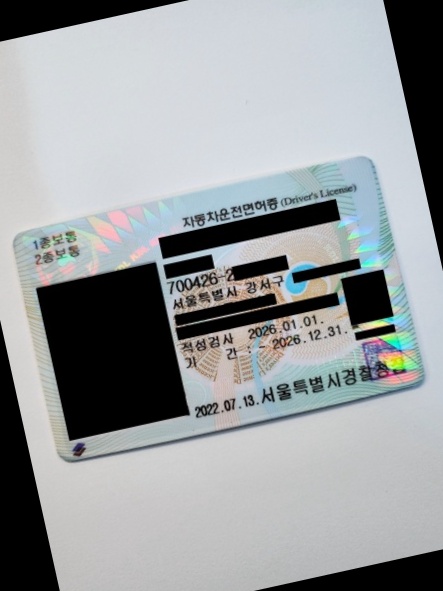 자동차운전면허증 (Driver's License)
1종보통
2종보통
700426-2
서울특별시 강서구
적성검사 2026.01.01.
기 간 : ~ 2026.12.31.
2022.07.13. 서울특별시경찰청장